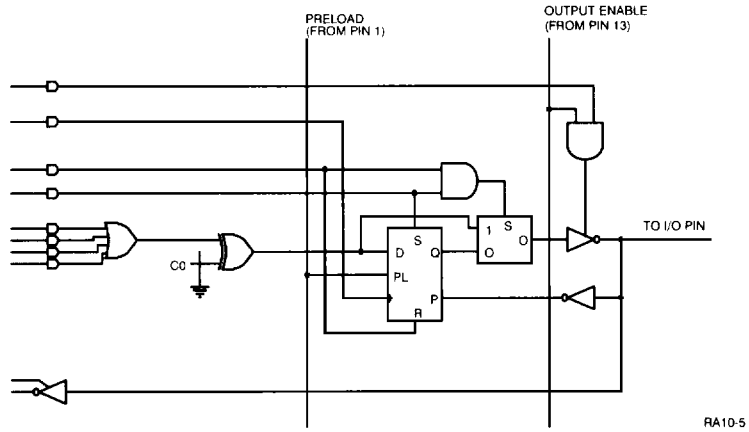 PRELOAD
(FROM PIN 1)
OUTPUT ENABLE
(FROM PIN 13)
S
1
S
O
O
TO I/O PIN
D
Q
C0
PL
P
R
RA10-5